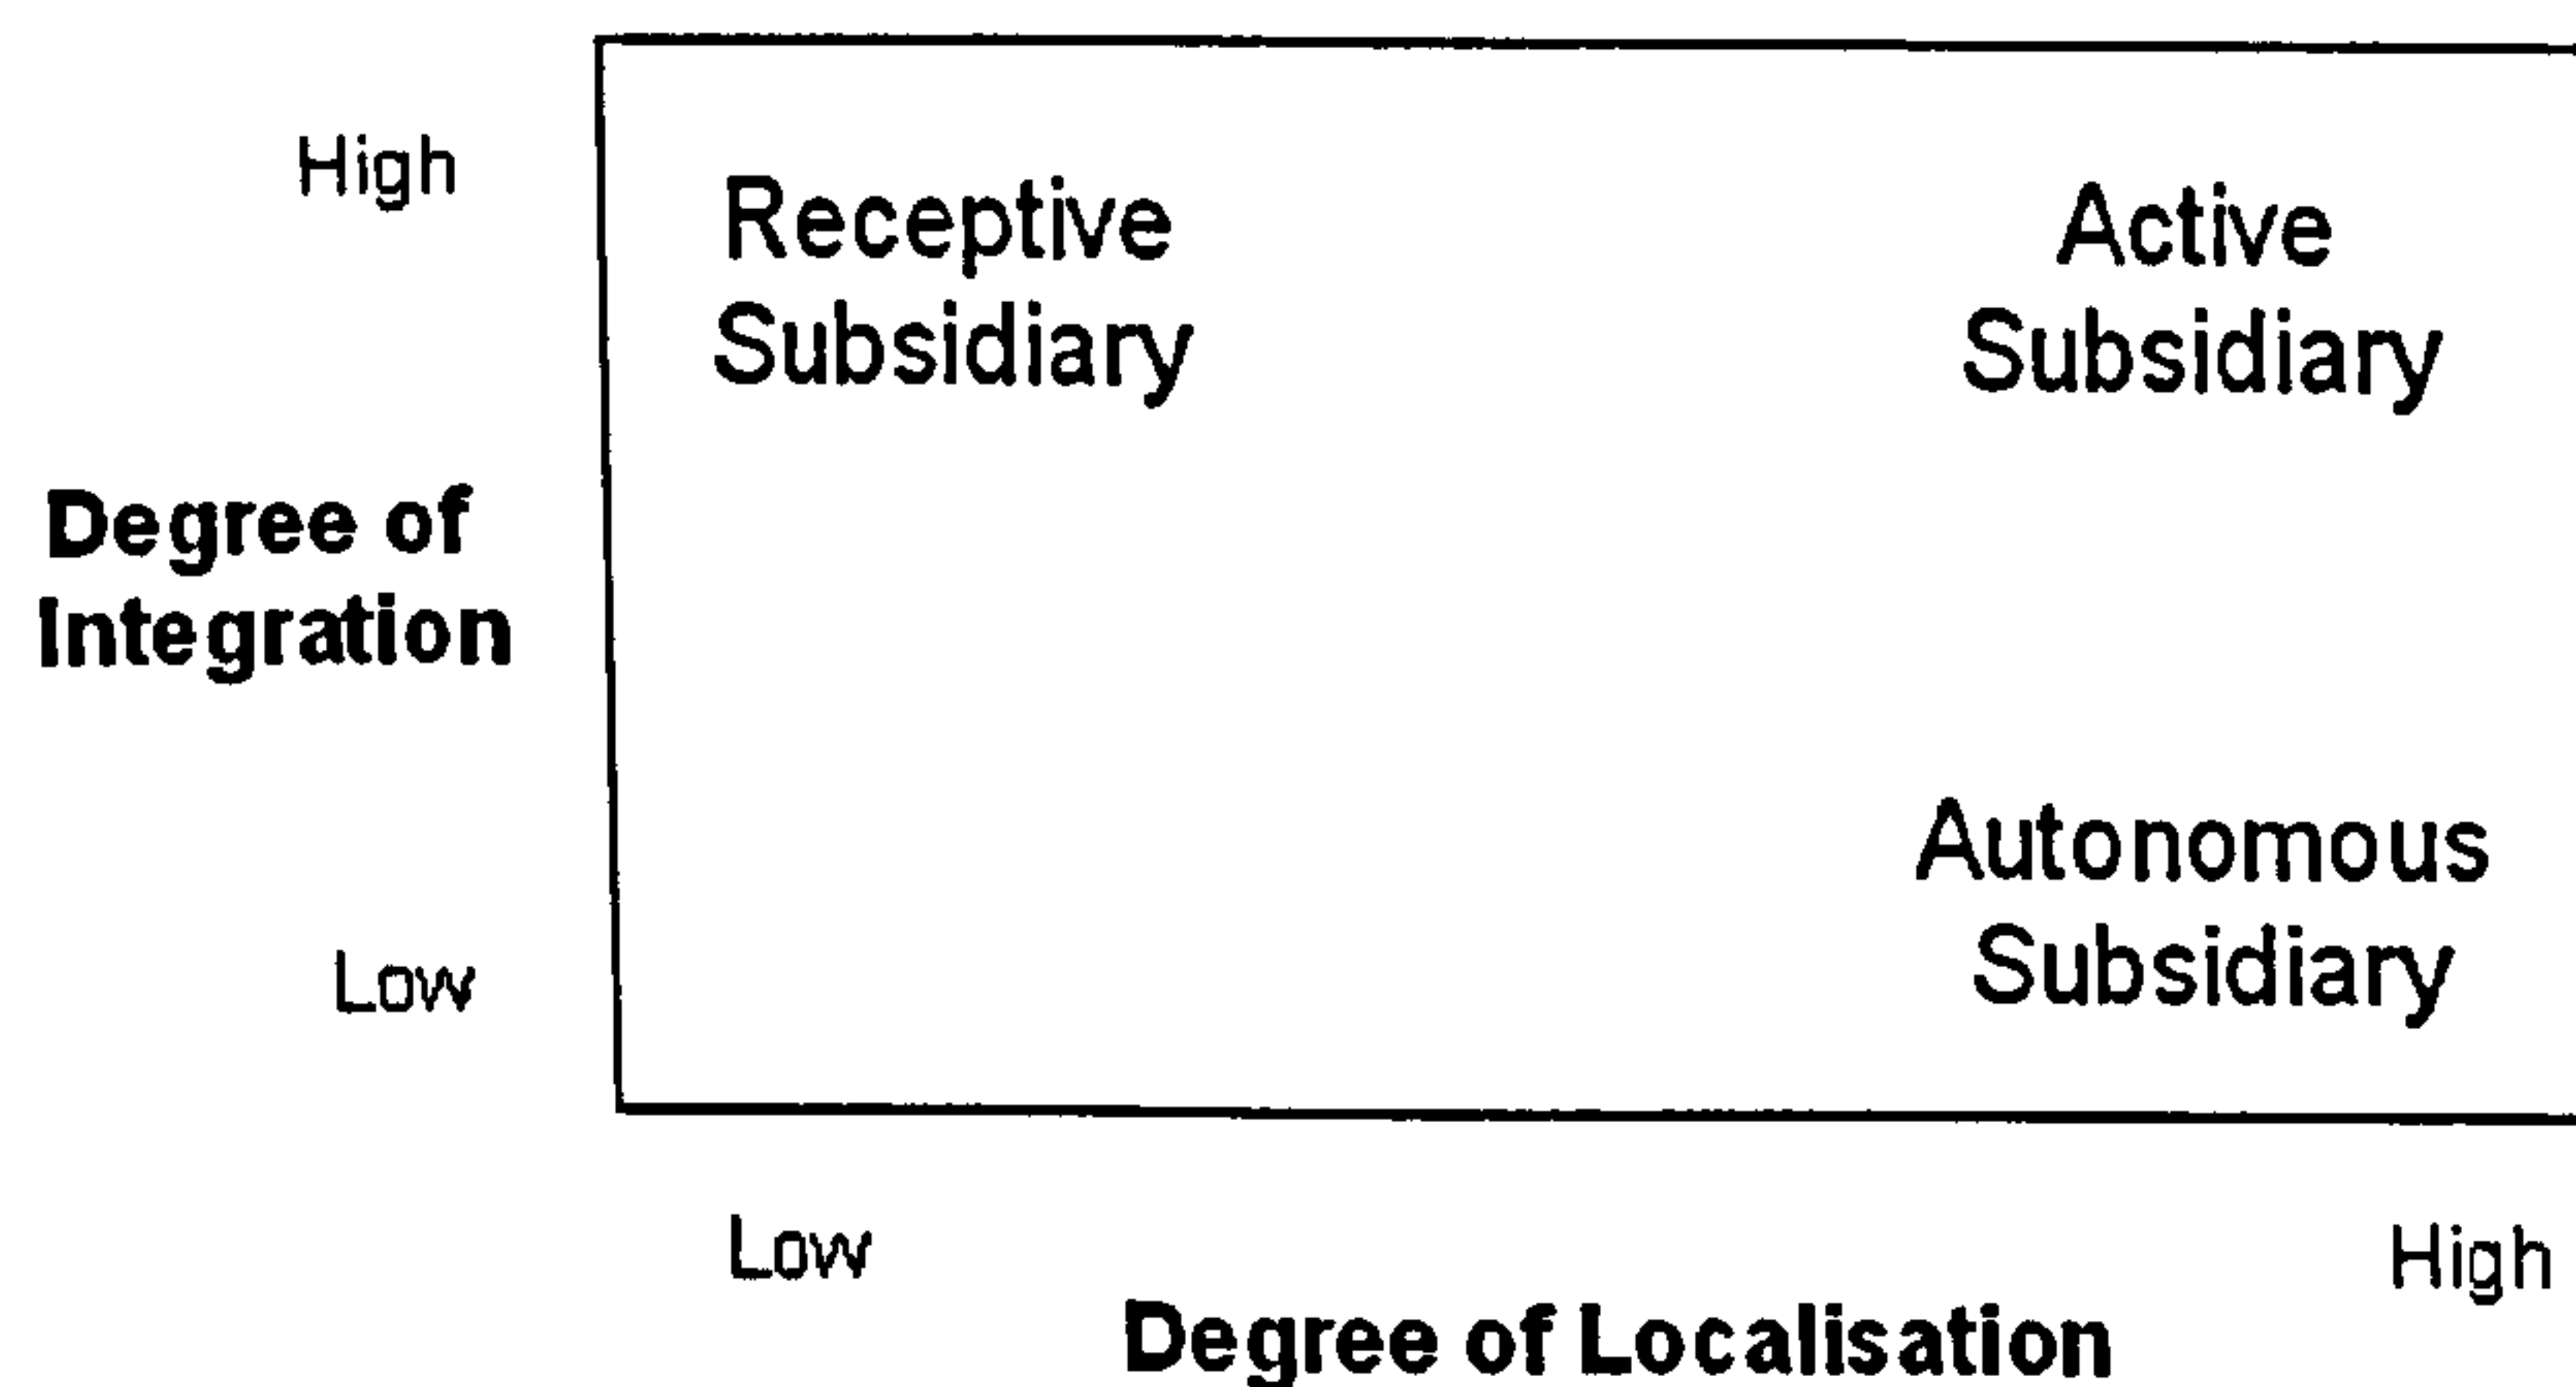 High
Receptive
Subsidiary
Active
Subsidiary
Degree of
Integration
Autonomous
Subsidiary
Low
Low
High
Degree of Localisation